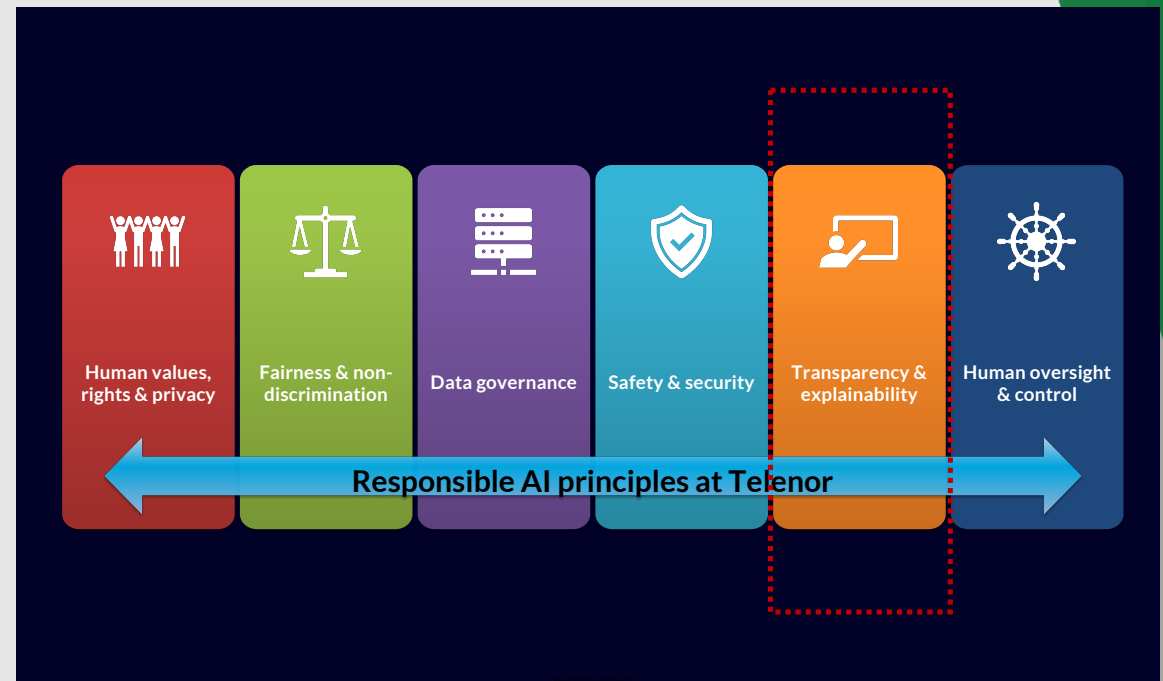 Human values,
rights & privacy
Fairness & non-
discrimination
Data governance
Safety & security
Transparency &
explainability
Human oversight
& control
Responsible AI principles at Telenor